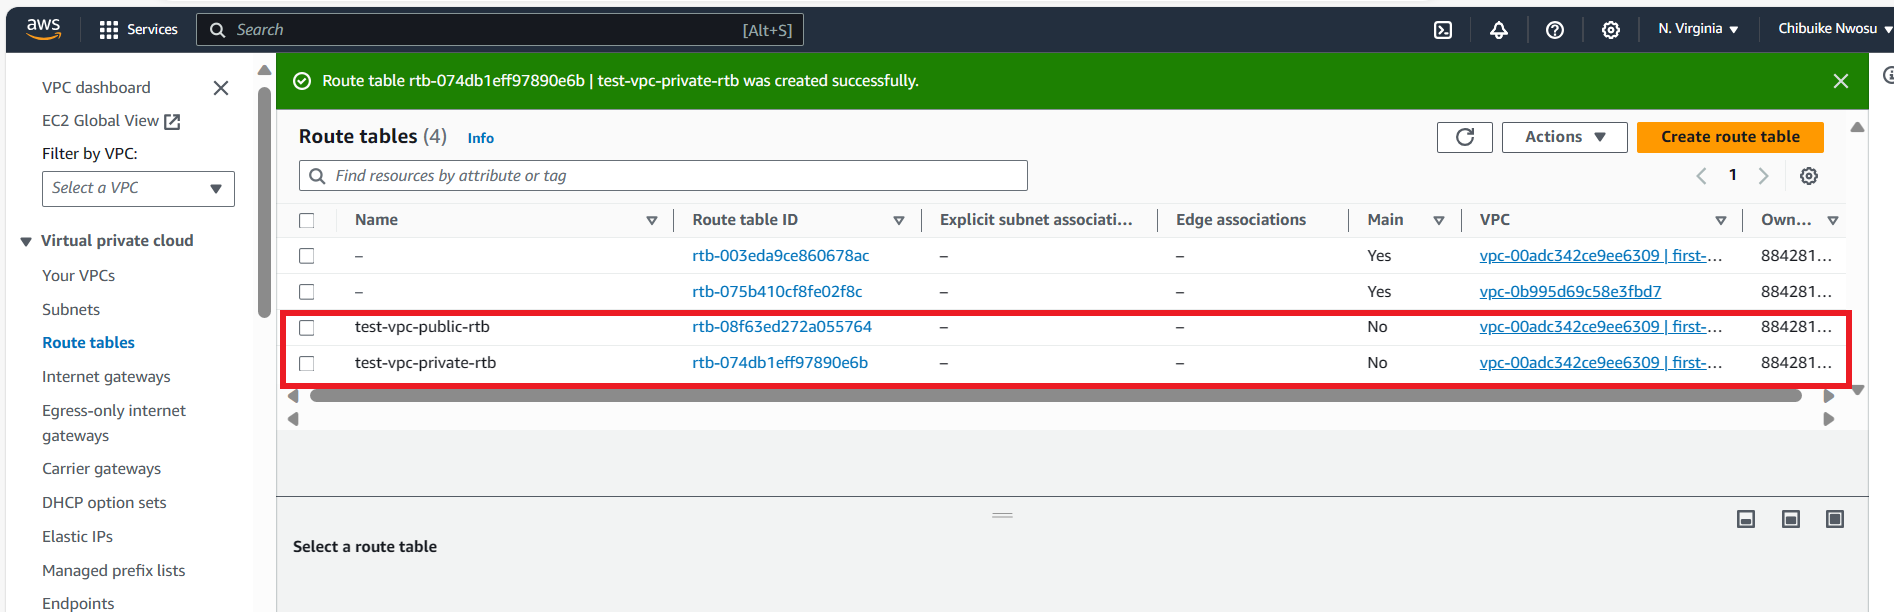 aws Services Search [Alt+S] N. Virginia Chibuike Nwosu
VPC dashboard
EC2 Global View
Filter by VPC:
Select a VPC
Virtual private cloud
Your VPCs
Subnets
Route tables
Internet gateways
Egress-only internet
gateways
Carrier gateways
DHCP option sets
Elastic IPs
Managed prefix lists
Endpoints
Route table rtb-074db1eff97890e6b | test-vpc-private-rtb was created successfully.
Route tables (4) Info Actions Create route table
Find resources by attribute or tag 1
Name Route table ID Explicit subnet associati... Edge associations Main VPC Own...
– rtb-003eda9ce860678ac – – Yes vpc-00adc342ce9ee6309 | first-... 884281...
– rtb-075b410cf8fe02f8c – – Yes vpc-0b995d69c58e3fbd7 884281...
test-vpc-public-rtb rtb-08f63ed272a055764 – – No vpc-00adc342ce9ee6309 | first-... 884281...
test-vpc-private-rtb rtb-074db1eff97890e6b – – No vpc-00adc342ce9ee6309 | first-... 884281...
Select a route table